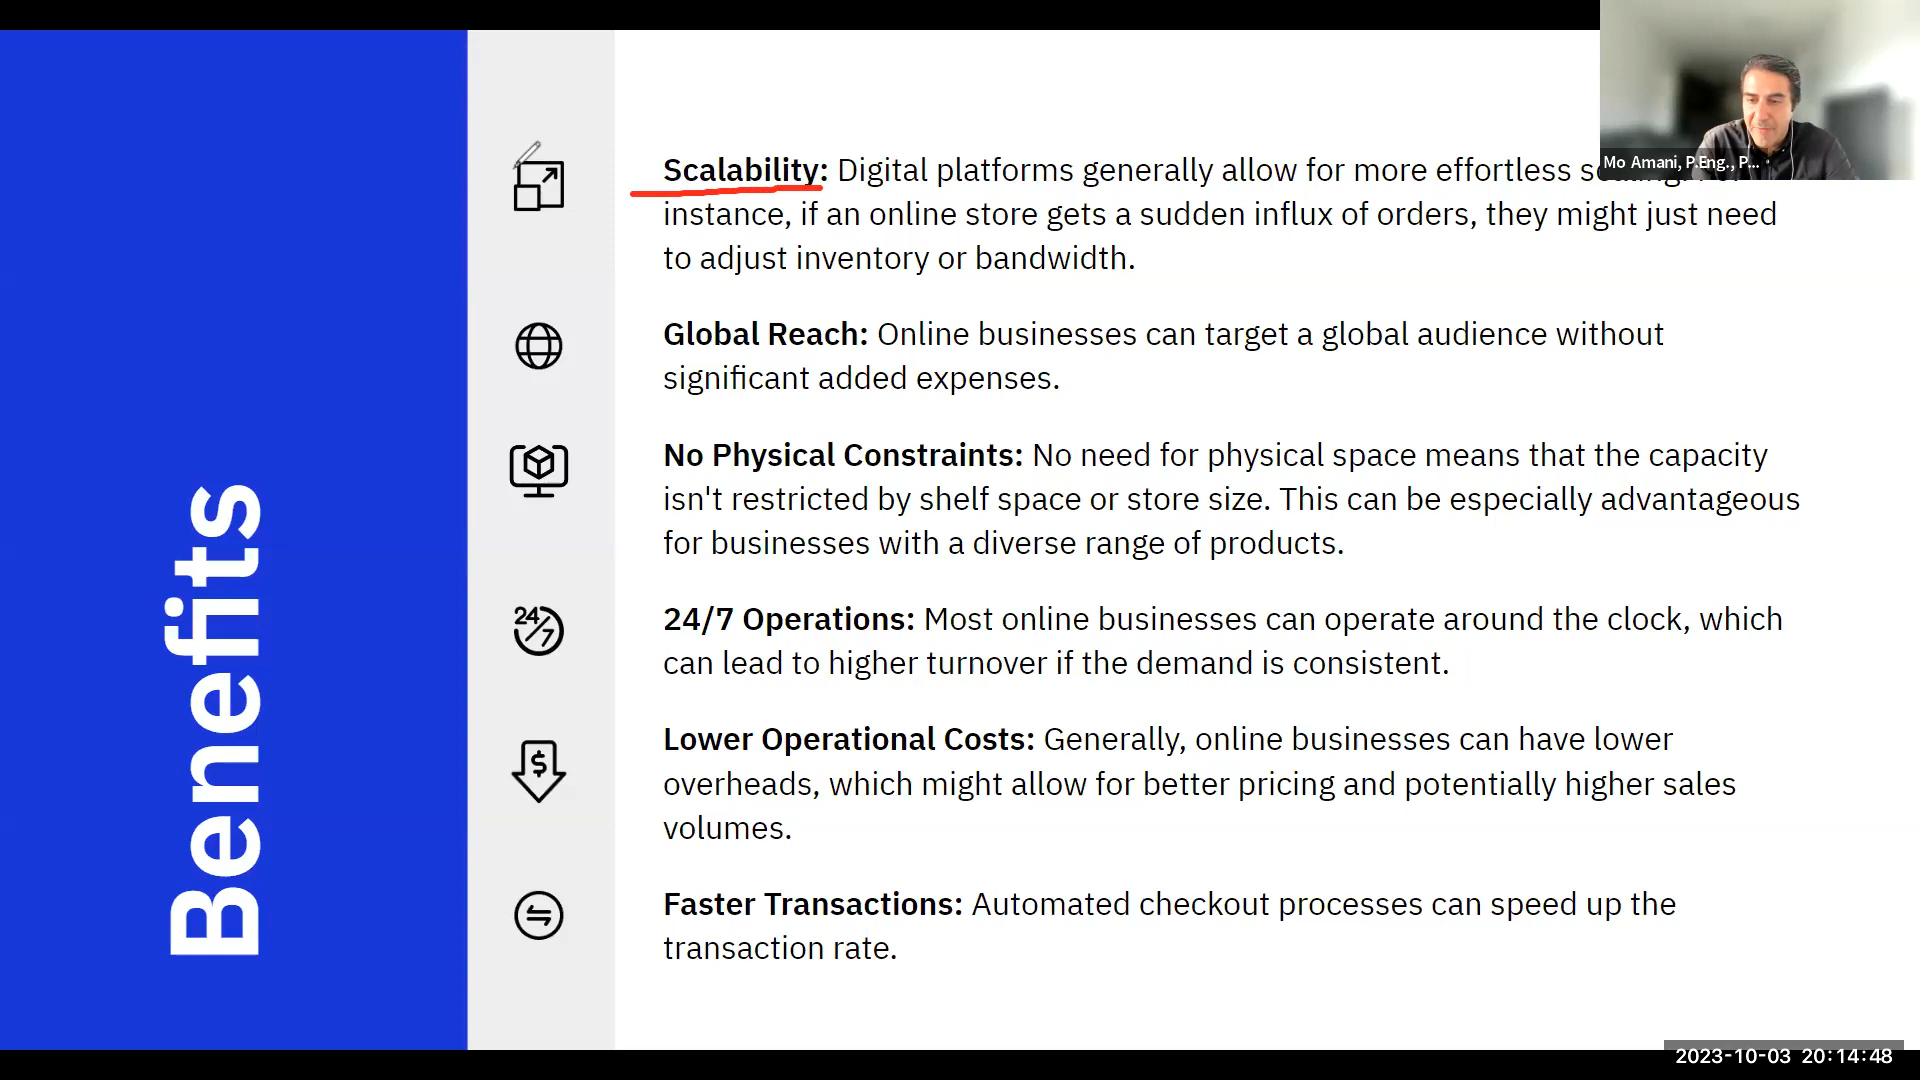 Scalability: Digital platforms generally allow for more effortless
instance, if an online store gets a sudden influx of orders, they might just need
to adjust inventory or bandwidth.
Global Reach: Online businesses can target a global audience without
significant added expenses.
No Physical Constraints: No need for physical space means that the capacity
isn't restricted by shelf space or store size. This can be especially advantageous
for businesses with a diverse range of products.
24/7
24/7 Operations: Most online businesses can operate around the clock, which
can lead to higher turnover if the demand is consistent.
$
Lower Operational Costs: Generally, online businesses can have lower
overheads, which might allow for better pricing and potentially higher sales
volumes.
Faster Transactions: Automated checkout processes can speed up the
transaction rate.
Benefits
Mo Amani, P.Eng., P...
2023-10-03 20:14:48